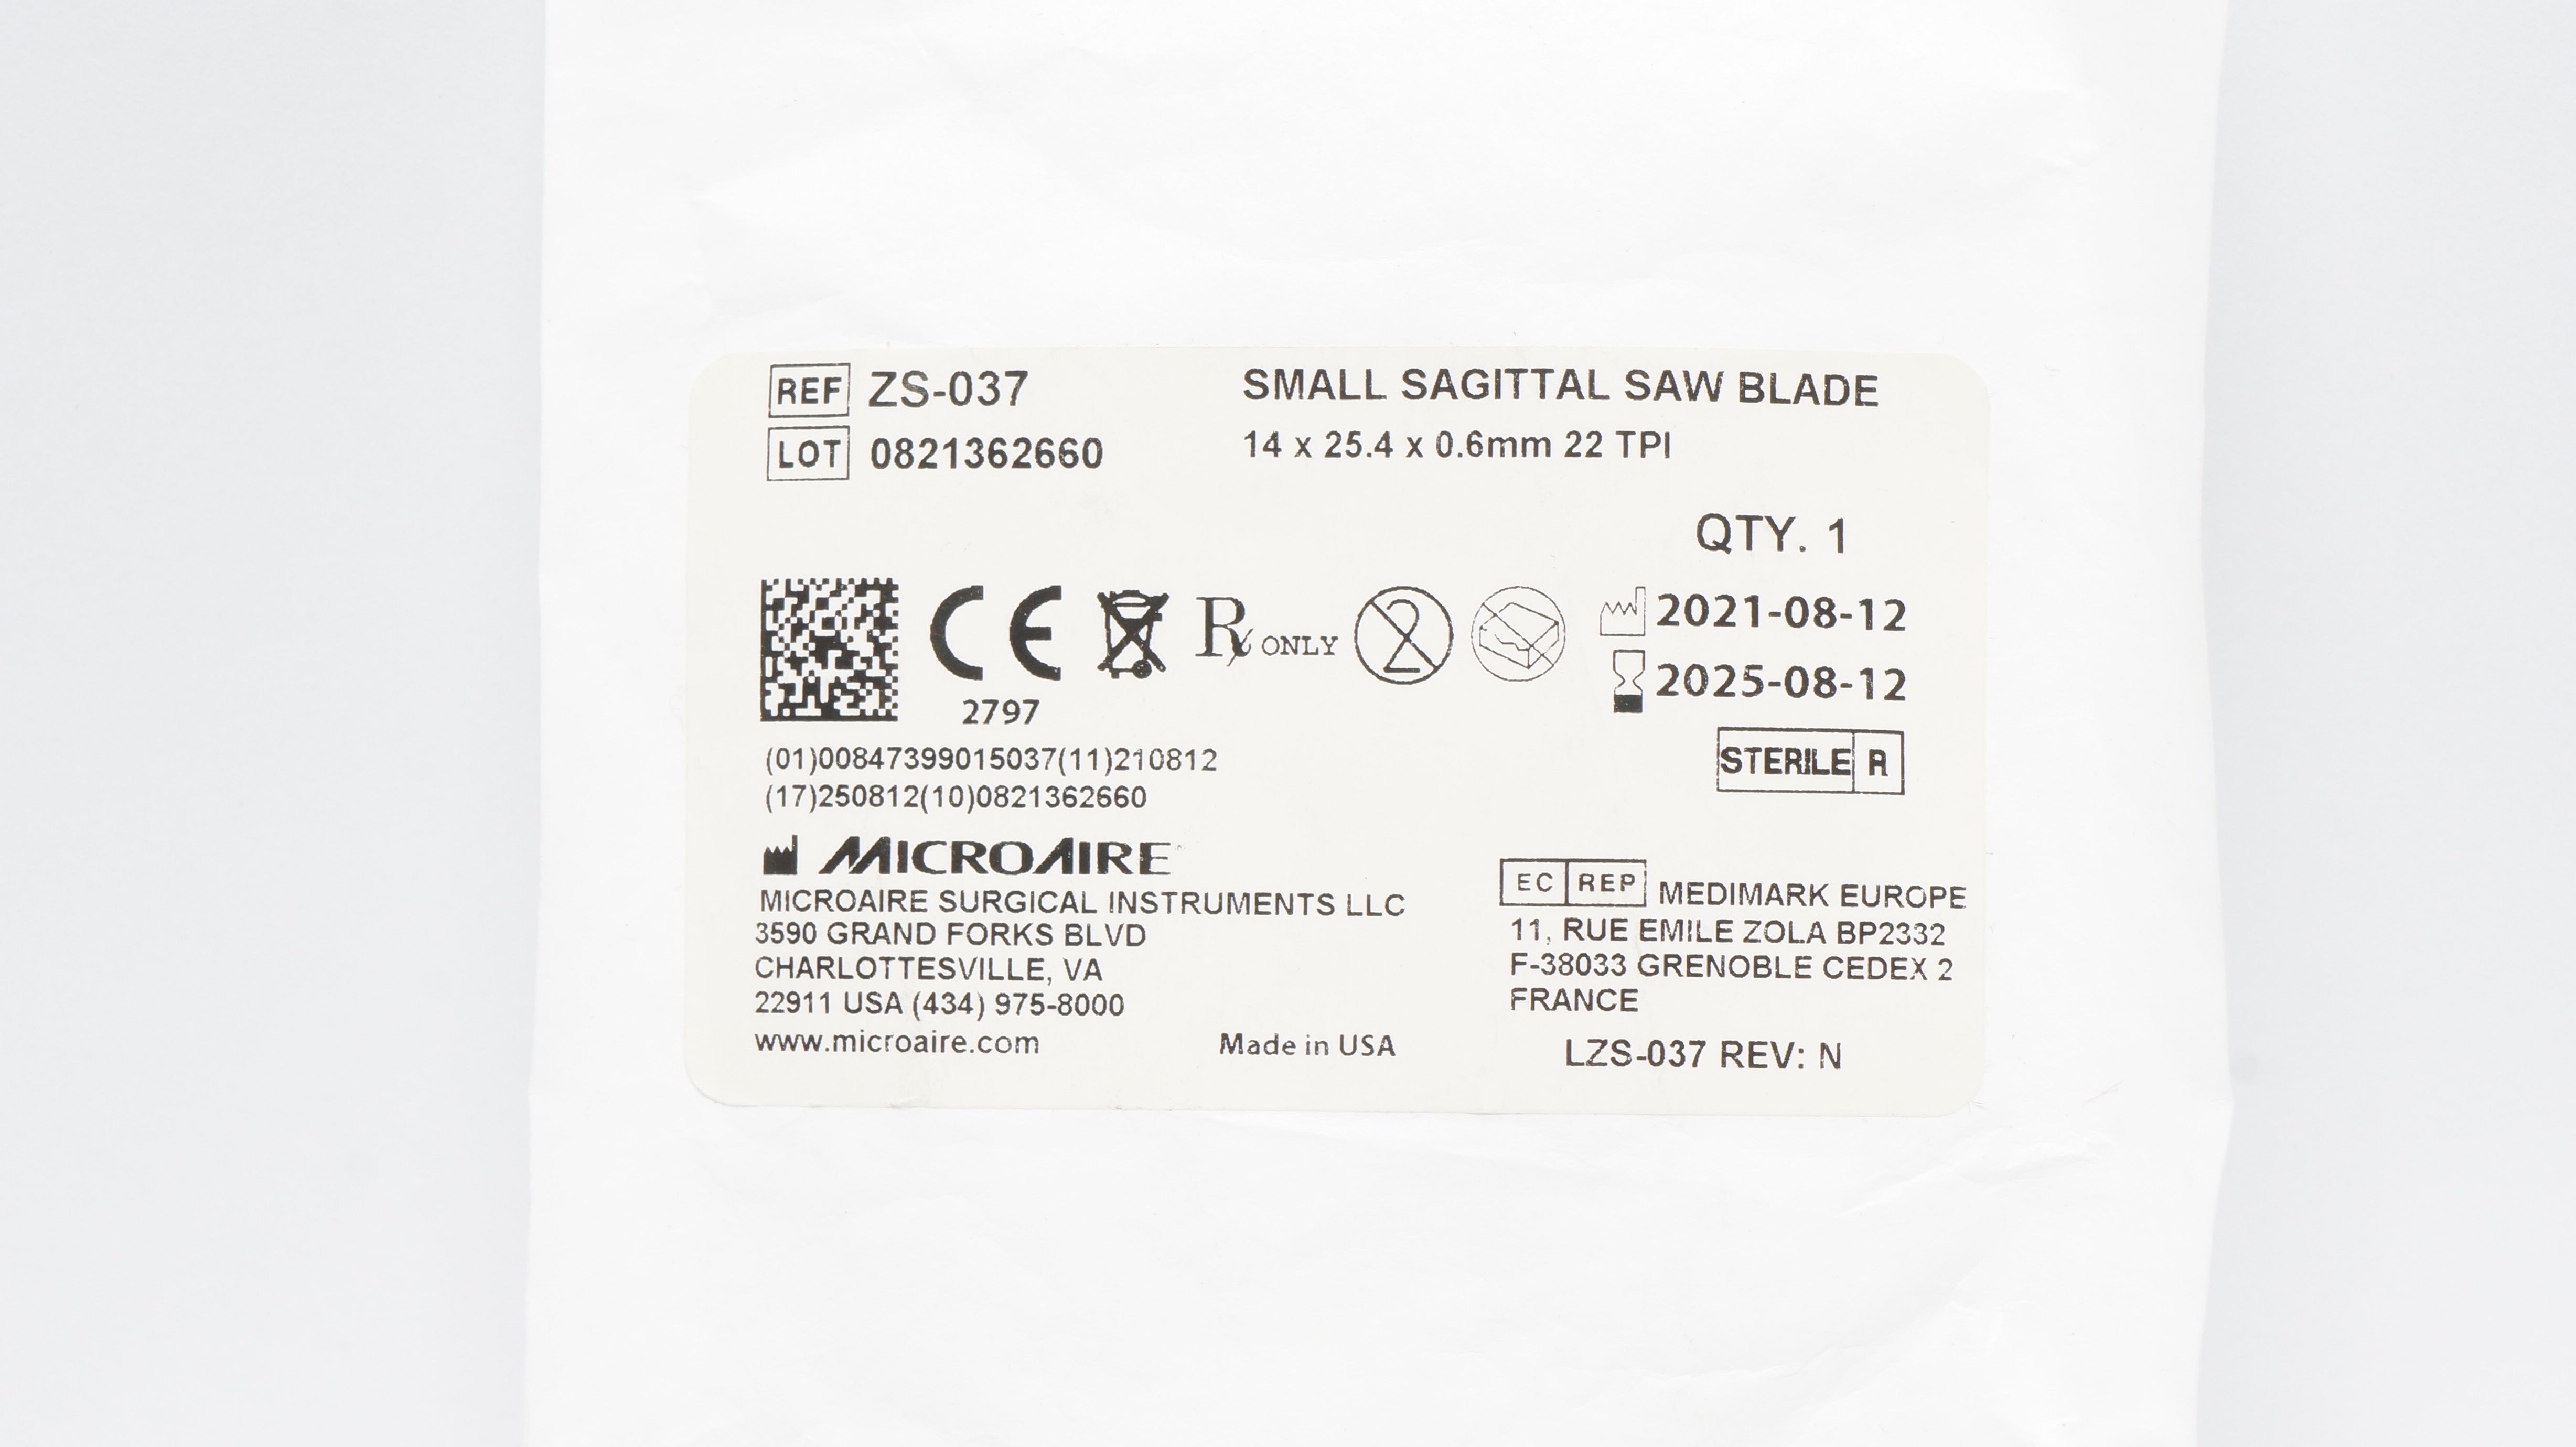 REF ZS-037
LOT 0821362660
SMALL SAGITTAL SAW BLADE
14 x 25.4 x 0.6mm 22 TPI
QTY. 1
CE
2797
Rx ONLY
2
2021-08-12
2025-08-12
STERILE R
(01)00847399015037(11)210812
(17)250812(10)0821362660
MICROAIRE
MICROAIRE SURGICAL INSTRUMENTS LLC
3590 GRAND FORKS BLVD
CHARLOTTESVILLE, VA
22911 USA (434) 975-8000
www.microaire.com
Made in USA
EC REP MEDIMARK EUROPE
11, RUE EMILE ZOLA BP2332
F-38033 GRENOBLE CEDEX 2
FRANCE
LZS-037 REV: N